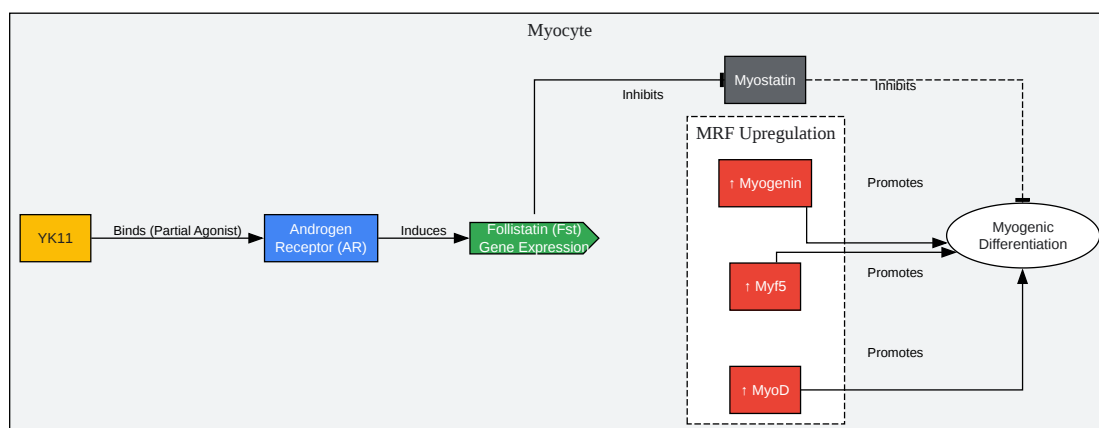 Myocyte
Myostatin
Inhibits
Inhibits
MRF Upregulation
↑ Myogenin
Promotes
YK11
Binds (Partial Agonist)
Androgen
Receptor (AR)
Induces
Follistatin (Fst)
Gene Expression
Myogenic
Differentiation
↑ Myf5
Promotes
Promotes
↑ MyoD